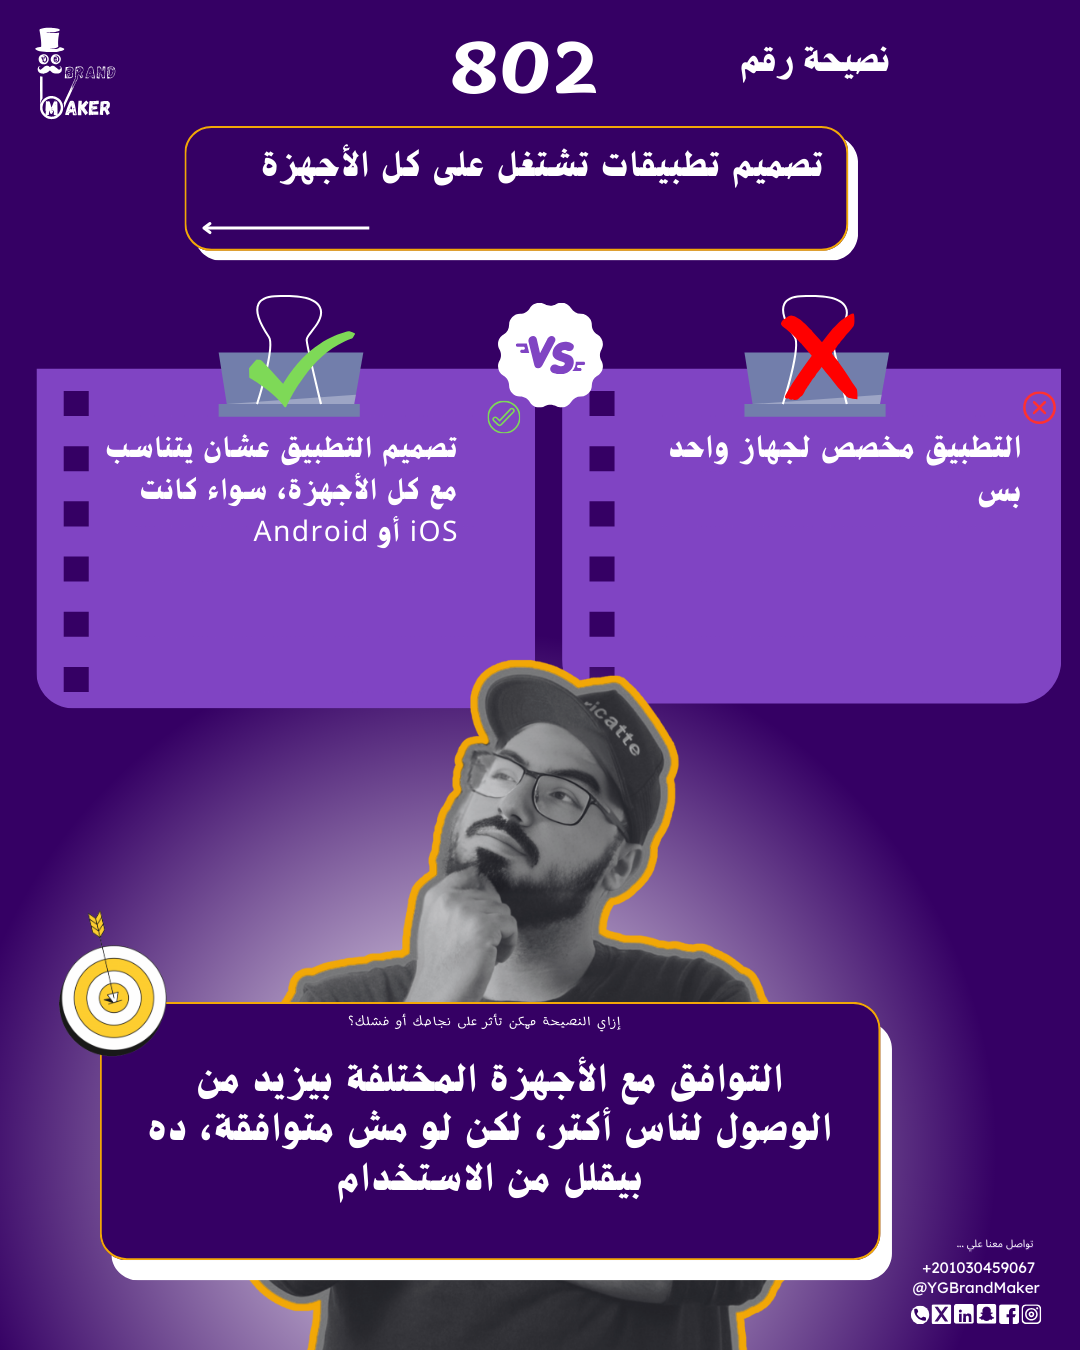 BRAND
MAKER
نصيحة رقم
802
تصميم تطبيقات تشتغل على كل الأجهزة
VS
التطبيق مخصص لجهاز واحد
بس
تصميم التطبيق عشان يتناسب
مع كل الأجهزة، سواء كانت
iOS أو Android
icatte
إزاي النصيحة ممكن تأثر على نجاحك أو فشلك؟
التوافق مع الأجهزة المختلفة بيزيد من
الوصول لناس أكتر، لكن لو مش متوافقة، ده
بيقلل من الاستخدام
تواصل معنا علي ...
+201030459067
@YGBrandMaker